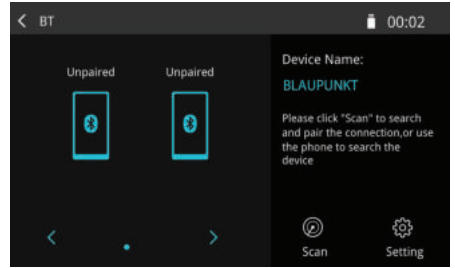 BT
00:02
Unpaired
Unpaired
Device Name:
BLAUPUNKT
Please click "Scan" to search
and pair the connection,or use
the phone to search the
device
Scan
Setting